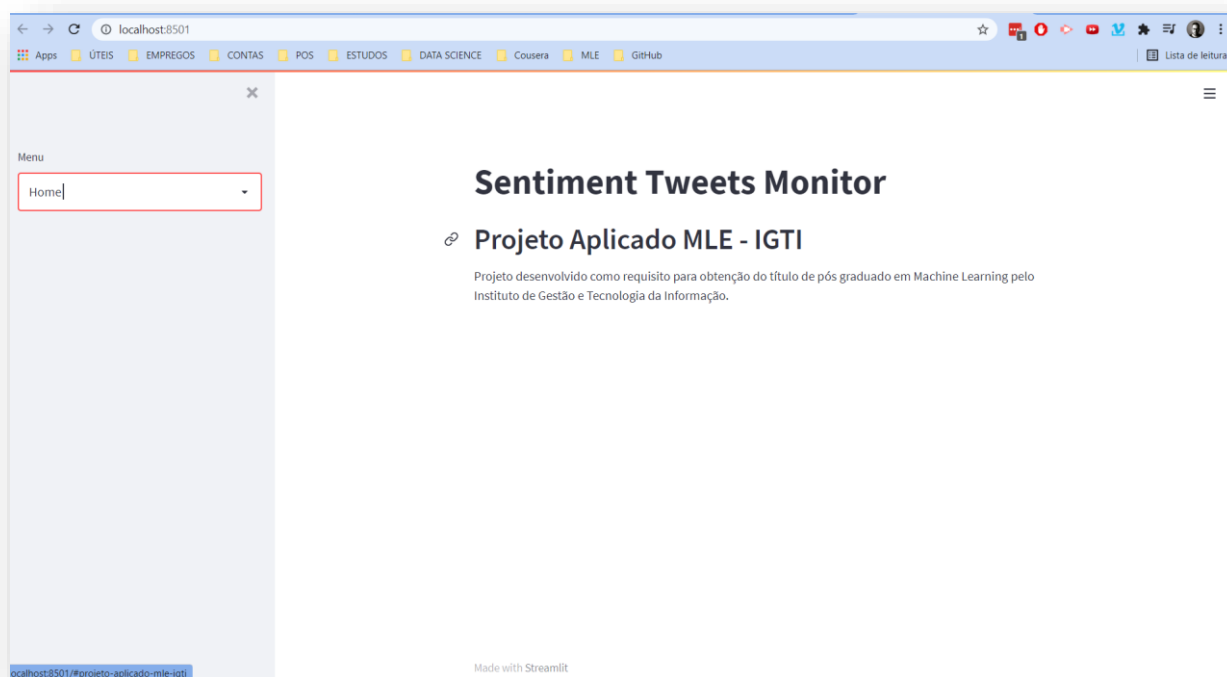 localhost:8501
1
Apps ÚTEIS EMPREGOS CONTAS POS ESTUDOS DATA SCIENCE Cousera MLE GitHub Lista de leitura
Menu
Home
Sentiment Tweets Monitor
Projeto Aplicado MLE - IGTI
Projeto desenvolvido como requisito para obtenção do título de pós graduado em Machine Learning pelo
Instituto de Gestão e Tecnologia da Informação.
Made with Streamlit
ocalhost:8501/#projeto-aplicado-mle-igti